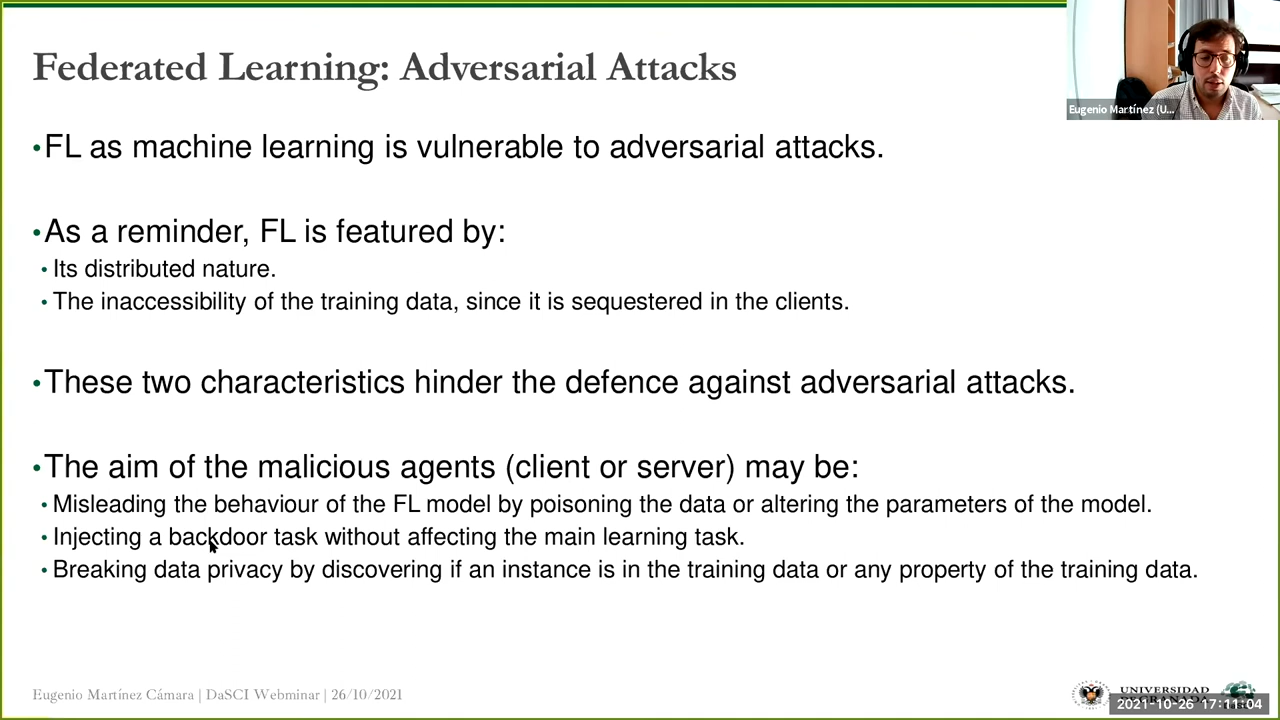 Federated Learning: Adversarial Attacks
Eugenio Martínez (U...
•FL as machine learning is vulnerable to adversarial attacks.
•As a reminder, FL is featured by:
•Its distributed nature.
•The inaccessibility of the training data, since it is sequestered in the clients.
•These two characteristics hinder the defence against adversarial attacks.
•The aim of the malicious agents (client or server) may be:
•Misleading the behaviour of the FL model by poisoning the data or altering the parameters of the model.
•Injecting a backdoor task without affecting the main learning task.
•Breaking data privacy by discovering if an instance is in the training data or any property of the training data.
Eugenio Martínez Cámara | DaSCI Webminar | 26/10/2021
UNIVERSIDAD
2021-10-26 17:11:04